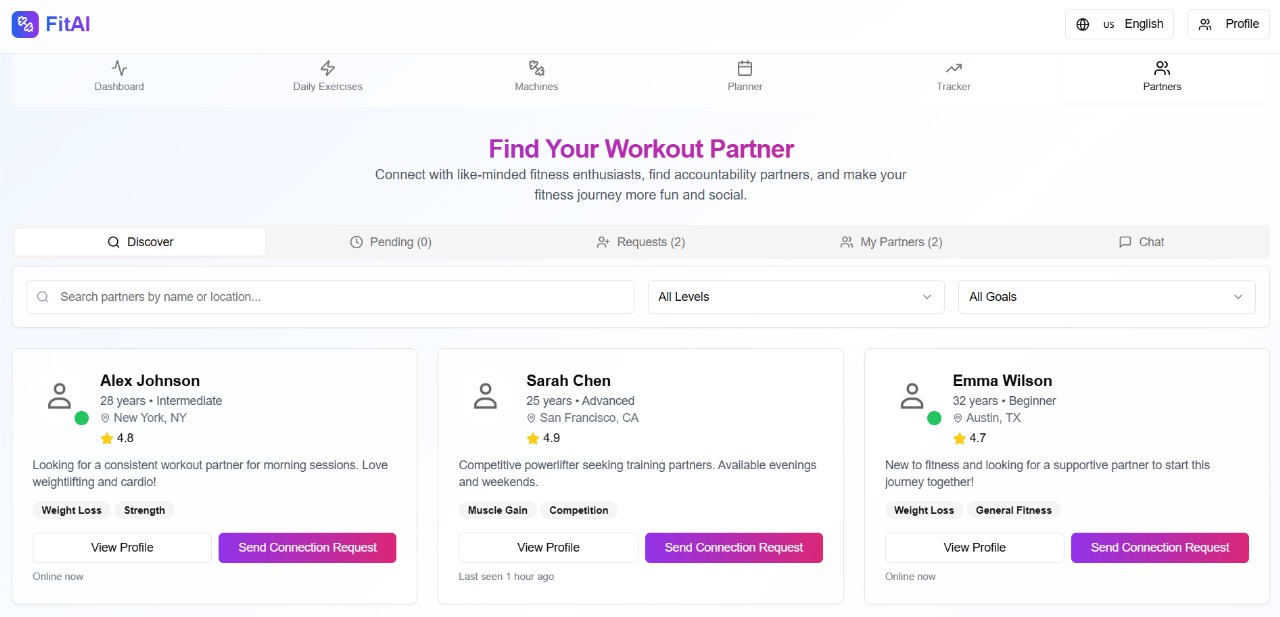 FitAI
US English
Profile
Dashboard
Daily Exercises
Machines
Planner
Tracker
Partners
Find Your Workout Partner
Connect with like-minded fitness enthusiasts, find accountability partners, and make your
fitness journey more fun and social.
Discover
Pending (0)
Requests (2)
My Partners (2)
Chat
Search partners by name or location...
All Levels
All Goals
Alex Johnson
28 years • Intermediate
New York, NY
4.8
Looking for a consistent workout partner for morning sessions. Love
weightlifting and cardio!
Weight Loss
Strength
View Profile
Send Connection Request
Online now
Sarah Chen
25 years • Advanced
San Francisco, CA
4.9
Competitive powerlifter seeking training partners. Available evenings
and weekends.
Muscle Gain
Competition
View Profile
Send Connection Request
Last seen 1 hour ago
Emma Wilson
32 years • Beginner
Austin, TX
4.7
New to fitness and looking for a supportive partner to start this
journey together!
Weight Loss
General Fitness
View Profile
Send Connection Request
Online now